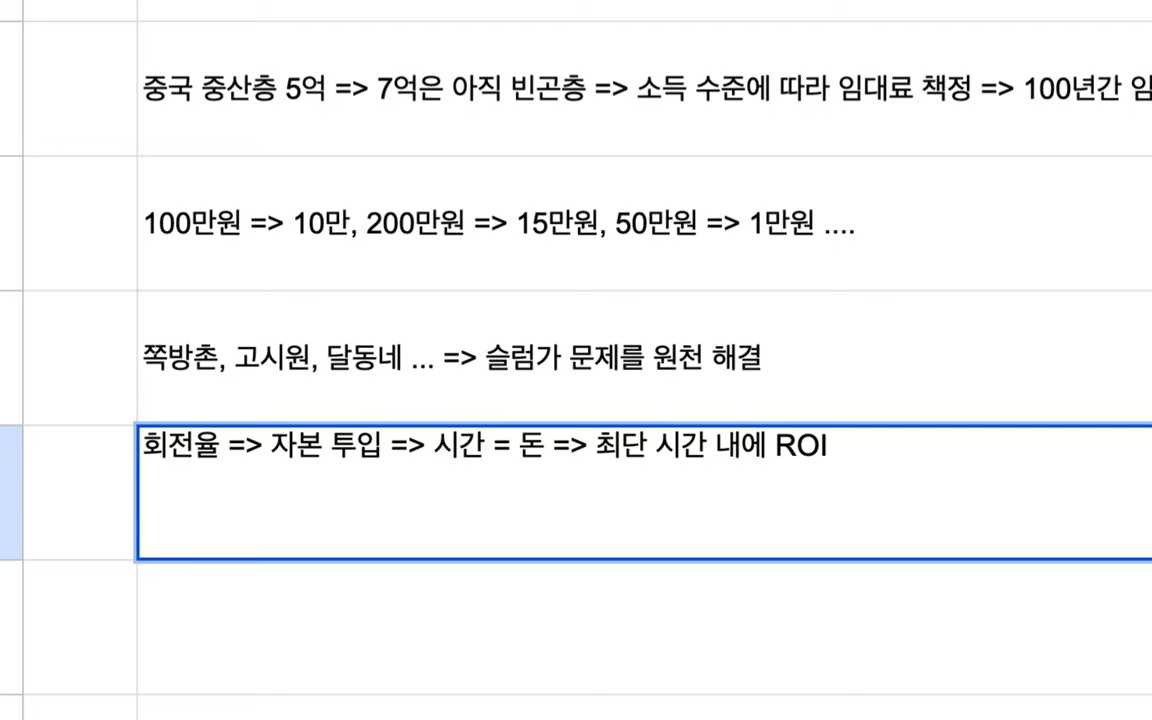 중국 중산층 5억 => 7억은 아직 빈곤층 => 소득 수준에 따라 임대료 책정 => 100년간 임
100만원 => 10만, 200만원 => 15만원, 50만원 => 1만원 ....
쪽방촌, 고시원, 달동네 ... => 슬럼가 문제를 원천 해결
회전율 => 자본 투입 => 시간 = 돈 => 최단 시간 내에 ROI